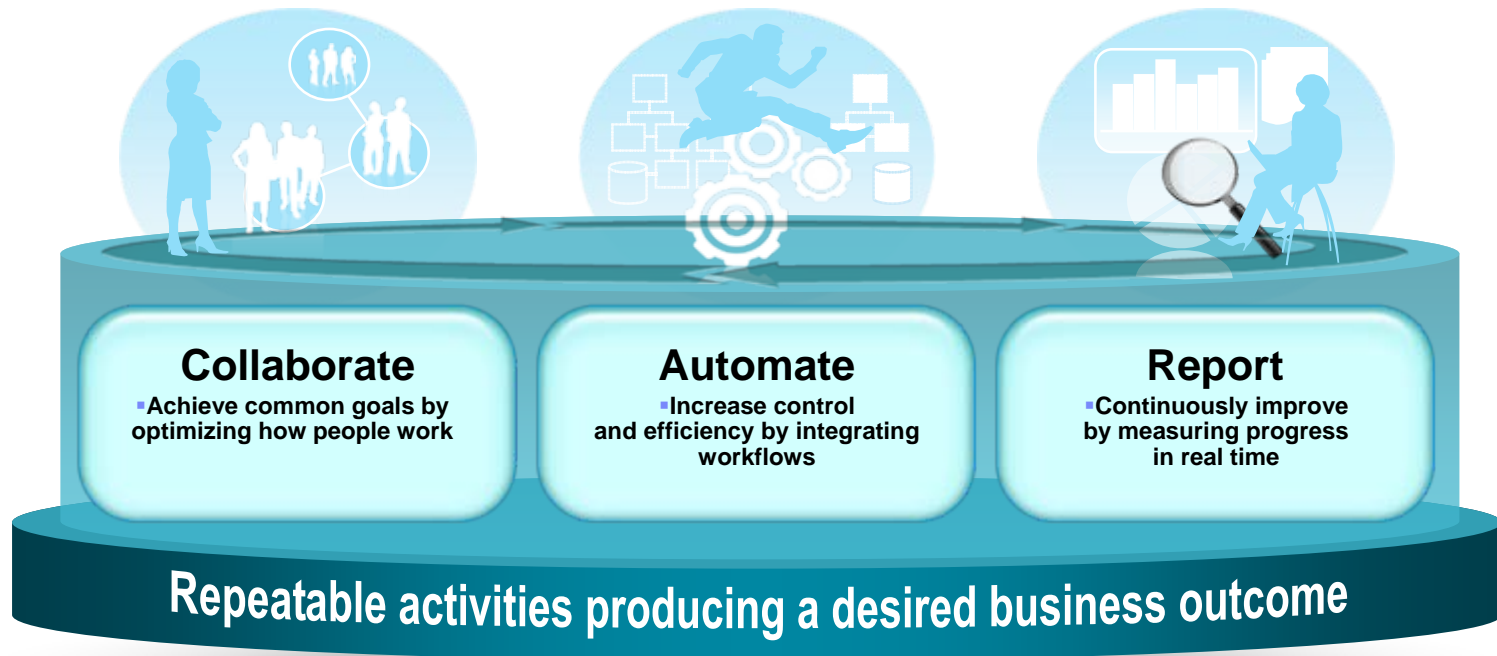 Collaborate
▪Achieve common goals by
optimizing how people work
Automate
▪Increase control
and efficiency by integrating
workflows
Report
▪Continuously improve
by measuring progress
in real time
Repeatable activities producing a desired business outcome